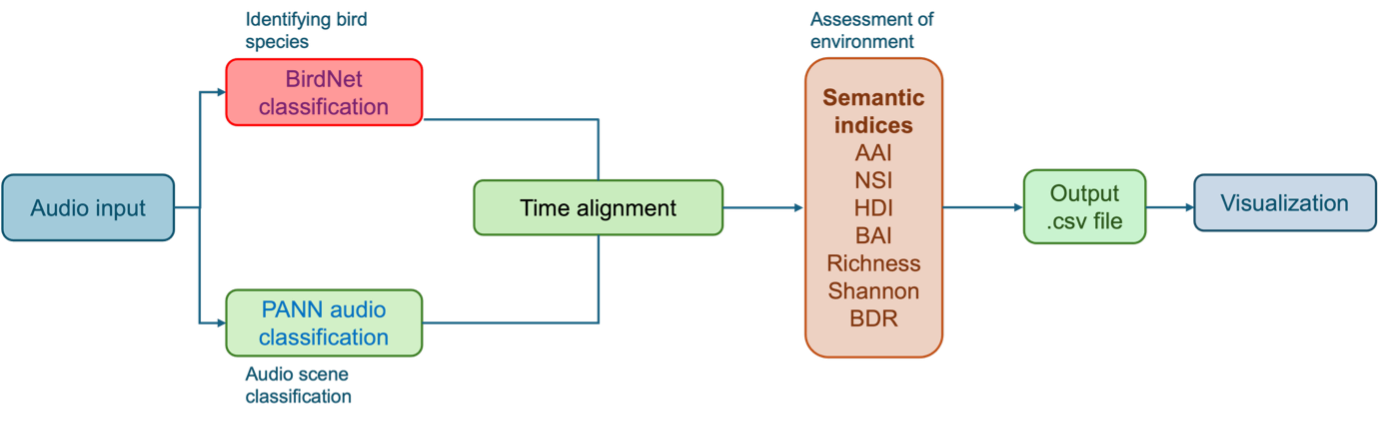 Identifying bird
species
BirdNet
classification
Audio input
PANN audio
classification
Audio scene
classification
Time alignment
Assessment of
environment
Semantic
indices
AAI
NSI
HDI
BAI
Richness
Shannon
BDR
Output
.csv file
Visualization